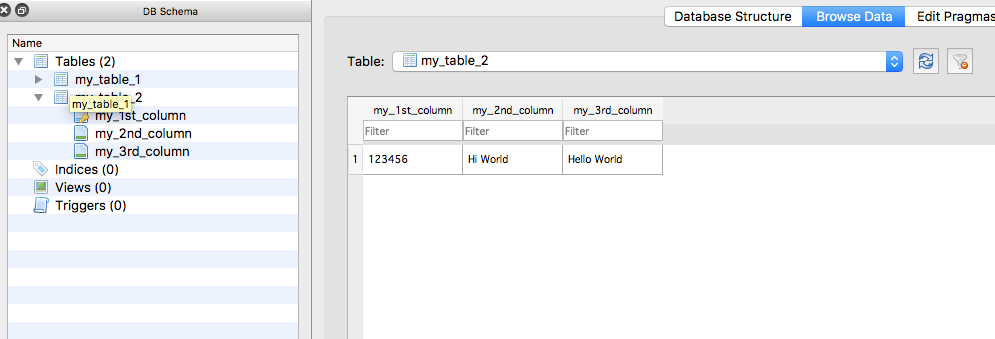 DB Schema
Name
Tables (2)
my_table_1
my_table_2
my_table_1
my_1st_column
my_2nd_column
my_3rd_column
Indices (0)
Views (0)
Triggers (0)
Database Structure
Browse Data
Edit Pragmas
Table:
my_table_2
my_1st_column my_2nd_column my_3rd_column
Filter Filter Filter
1 123456 Hi World Hello World